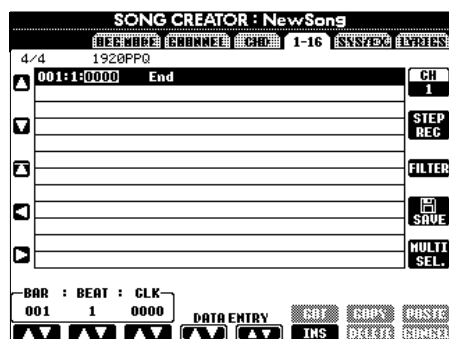 SONG CREATOR : NewSong
REC MODE CHANNEL CHD 1-16 SYS/EX. LYRICS
4/4 1920PPQ
001:1:0000 End
CH
1
STEP
REC
FILTER
SAVE
MULTI
SEL.
BAR : BEAT : CLK
001 1 0000
DATA ENTRY
CUT COPY PASTE
INS DELETE CANCEL